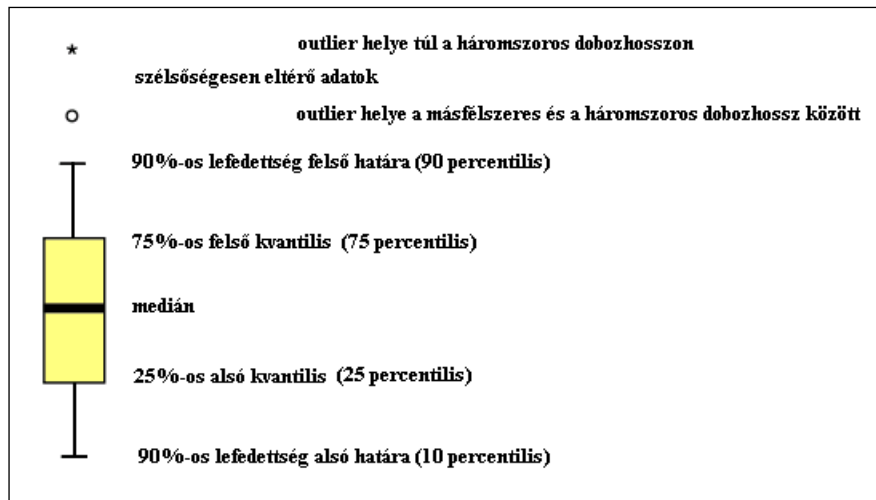 * outlier helye túl a háromszoros dobozhosszon
szélsőségesen eltérő adatok
outlier helye a másfélszeres és a háromszoros dobozhossz között
90%-os lefedettség felső határa (90 percentilis)
75%-os felső kvantilis (75 percentilis)
medián
25%-os alsó kvantilis (25 percentilis)
90%-os lefedettség alsó határa (10 percentilis)